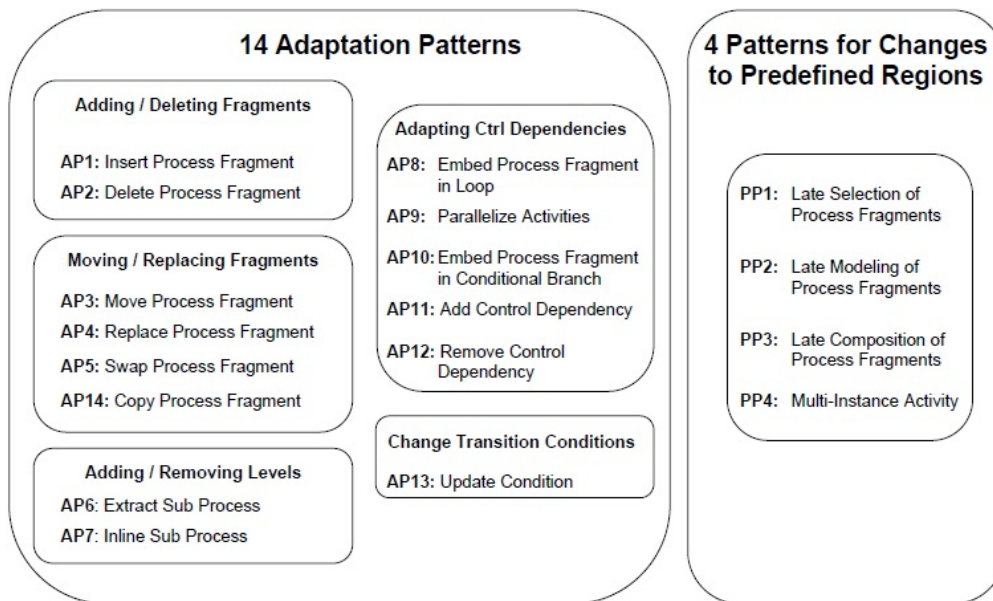 14 Adaptation Patterns
Adding / Deleting Fragments
AP1: Insert Process Fragment
AP2: Delete Process Fragment
Moving / Replacing Fragments
AP3: Move Process Fragment
AP4: Replace Process Fragment
AP5: Swap Process Fragment
AP14: Copy Process Fragment
Adding / Removing Levels
AP6: Extract Sub Process
AP7: Inline Sub Process
Adapting Ctrl Dependencies
AP8: Embed Process Fragment
in Loop
AP9: Parallelize Activities
AP10: Embed Process Fragment
in Conditional Branch
AP11: Add Control Dependency
AP12: Remove Control
Dependency
Change Transition Conditions
AP13: Update Condition
4 Patterns for Changes
to Predefined Regions
PP1: Late Selection of
Process Fragments
PP2: Late Modeling of
Process Fragments
PP3: Late Composition of
Process Fragments
PP4: Multi-Instance Activity